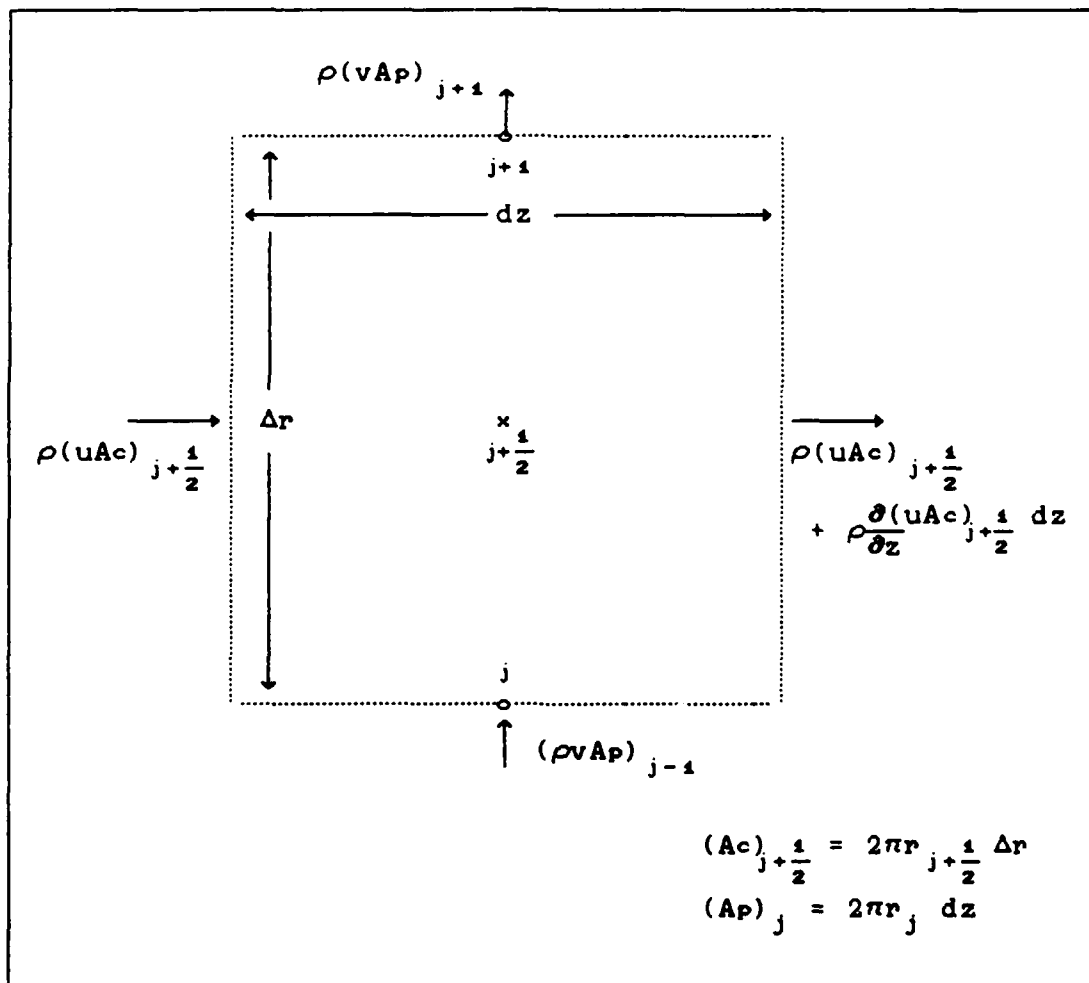 ρ(vAp) j+1
j+1
dz
Δr
ρ(uAc) j+1/2
× j+1/2
ρ(uAc) j+1/2
+ ρ ∂/∂z (uAc) j+1/2 dz
j
(ρvAp) j-1
(Ac) j+1/2 = 2πr j+1/2 Δr
(Ap) j = 2πr j dz